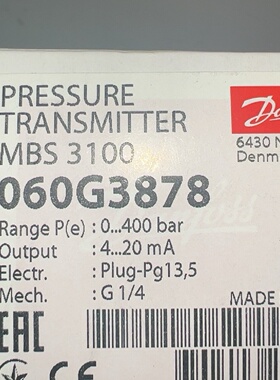 PRESSURE
TRANSMITTER
MBS 3100
060G3878
Range P(e) : 0...400 bar
Output : 4...20 mA
Electr. : Plug-Pg13,5
Mech. : G 1/4
6430 N
Denm
MADE
EAC
CE